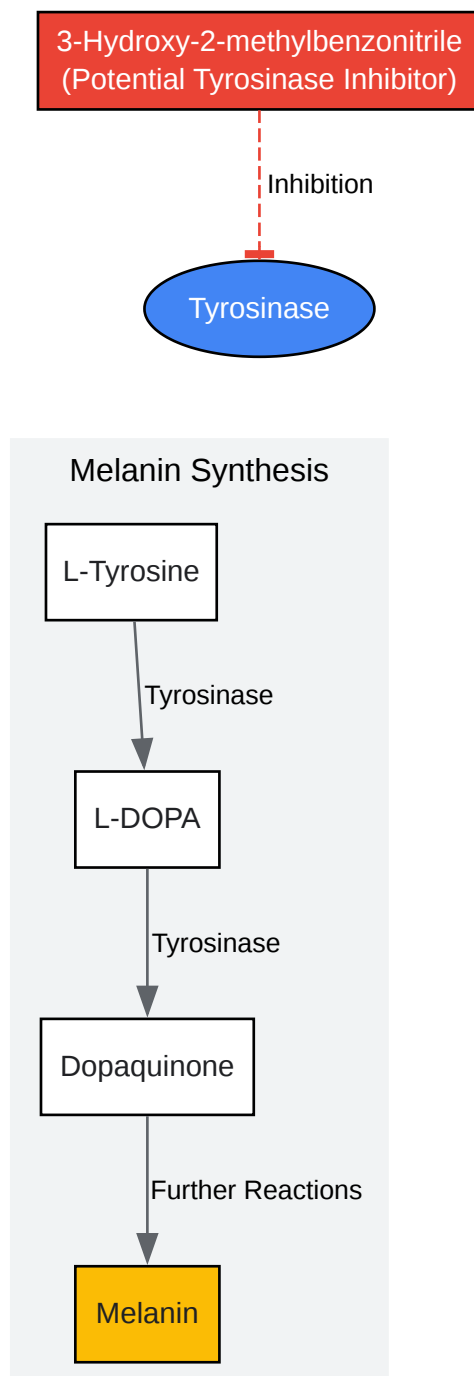 3-Hydroxy-2-methylbenzonitrile
(Potential Tyrosinase Inhibitor)
Inhibition
Tyrosinase
Melanin Synthesis
L-Tyrosine
Tyrosinase
L-DOPA
Tyrosinase
Dopaquinone
Further Reactions
Melanin